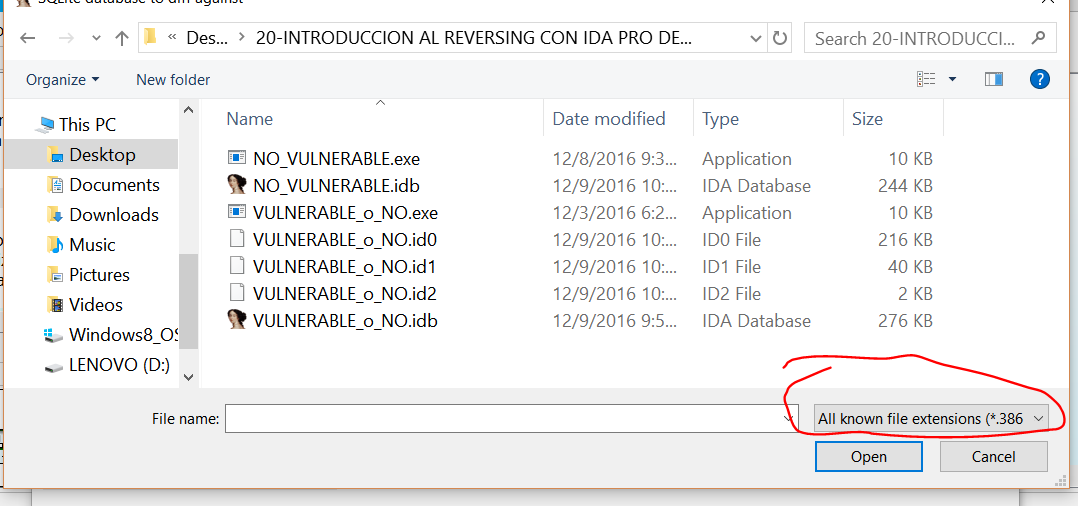 SQLite database to diff against
« Des... > 20-INTRODUCCION AL REVERSING CON IDA PRO DE...
Search 20-INTRODUCCI...
Organize
New folder
Name
Date modified
Type
Size
This PC
Desktop
Documents
Downloads
Music
Pictures
Videos
Windows8_OS
LENOVO (D:)
NO_VULNERABLE.exe 12/8/2016 9:3... Application 10 KB
NO_VULNERABLE.idb 12/9/2016 10:... IDA Database 244 KB
VULNERABLE_o_NO.exe 12/3/2016 6:2... Application 10 KB
VULNERABLE_o_NO.id0 12/9/2016 10:... ID0 File 216 KB
VULNERABLE_o_NO.id1 12/9/2016 10:... ID1 File 40 KB
VULNERABLE_o_NO.id2 12/9/2016 10:... ID2 File 2 KB
VULNERABLE_o_NO.idb 12/9/2016 9:5... IDA Database 276 KB
File name:
All known file extensions (*.386
Open
Cancel